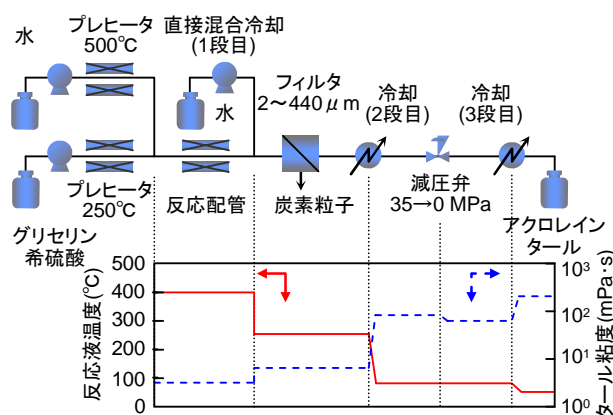 水
プレヒータ
500℃
直接混合冷却
(1段目)
水
フィルタ
2～440μm
冷却
(2段目)
冷却
(3段目)
プレヒータ
250℃
反応配管
炭素粒子
減圧弁
35→0 MPa
グリセリン
希硫酸
アクロレイン
タール
反応液温度(℃)
500
400
300
200
100
0
10³
10²
10¹
10⁰
タール粘度(mPa·s)